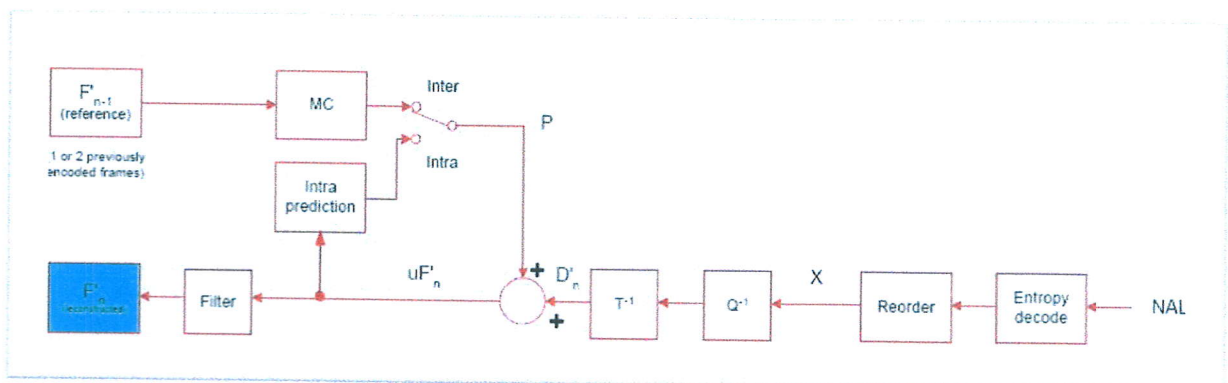 F'n-1
(reference)
1 or 2 previously
encoded frames)
MC
Inter
Intra
P
Intra
prediction
F'n
reconstructed
Filter
uF'n
+
+
D'n
T-1
Q-1
X
Reorder
Entropy
decode
NAL